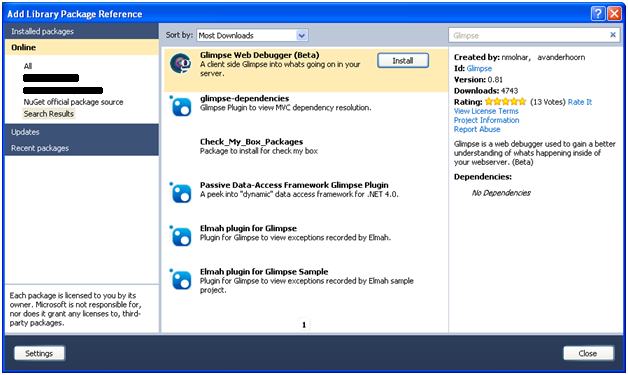 Add Library Package Reference
Installed packages
Online
All
NuGet official package source
Search Results
Updates
Recent packages
Each package is licensed to you by its
owner. Microsoft is not responsible for,
nor does it grant any licenses to, third-
party packages.
Settings
Sort by: Most Downloads
Glimpse Web Debugger (Beta)
A client side Glimpse into whats going on in your
server.
Install
glimpse-dependencies
Glimpse Plugin to view MVC dependency resolution.
Check_My_Box_Packages
Package to install for check my box
Passive Data-Access Framework Glimpse Plugin
A peek into "dynamic" data access framework for .NET 4.0.
Elmah plugin for Glimpse
Plugin for Glimpse to view exceptions recorded by Elmah.
Elmah plugin for Glimpse Sample
Plugin for Glimpse to view exceptions recorded by Elmah sample
project.
1
Glimpse
Created by: nmolnar, avanderhoorn
Id: Glimpse
Version: 0.81
Downloads: 4743
Rating: (13 Votes) Rate It
View License Terms
Project Information
Report Abuse
Glimpse is a web debugger used to gain a better
understanding of whats happening inside of
your webserver. (Beta)
Dependencies:
No Dependencies
Close